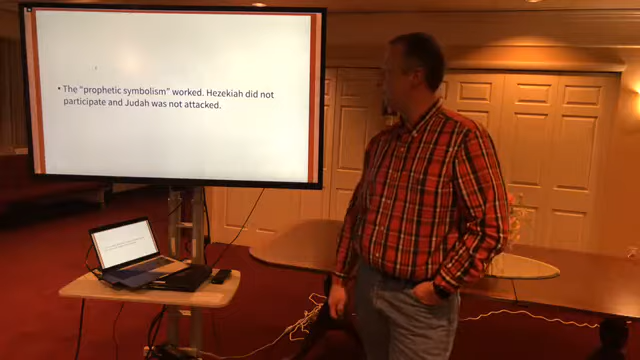 • The “prophetic symbolism” worked. Hezekiah did not
participate and Judah was not attacked.